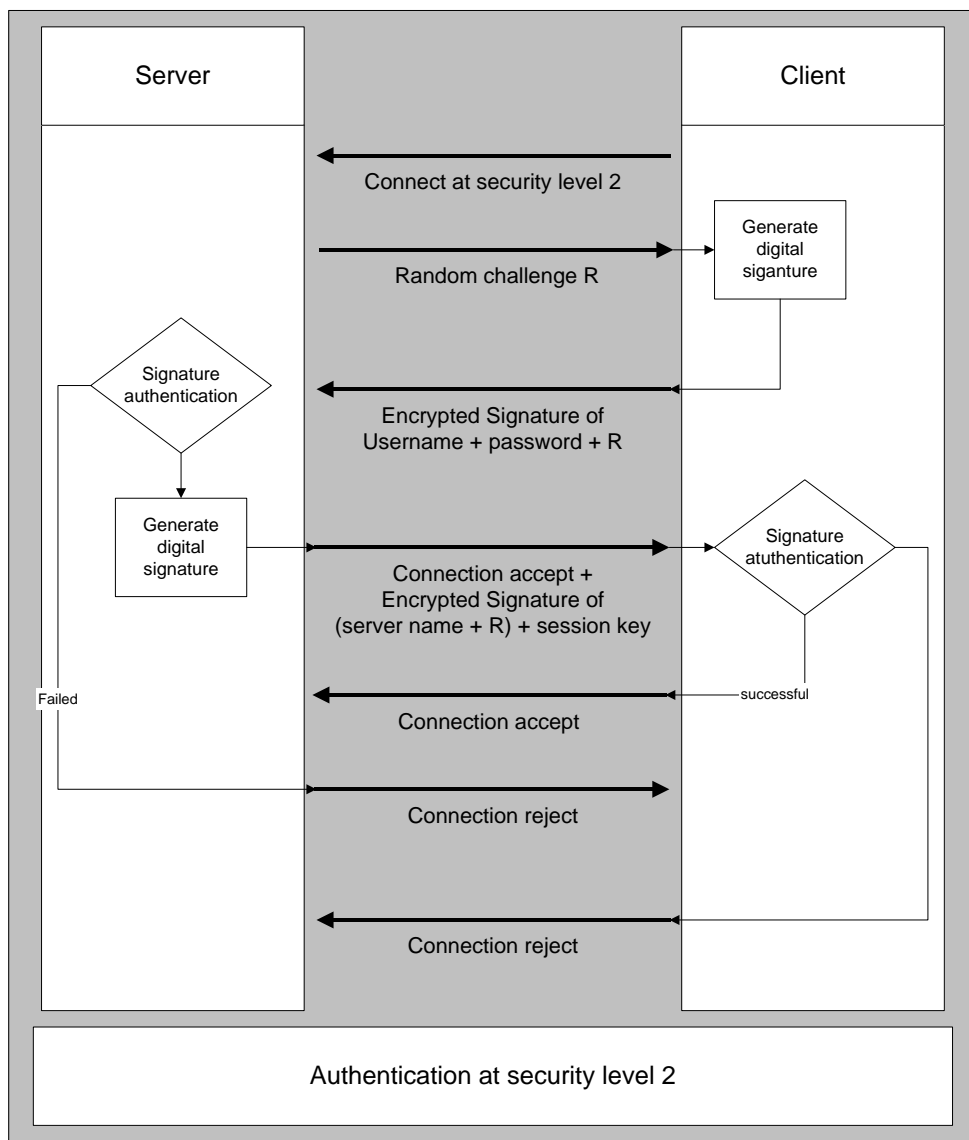 Server
Client
Connect at security level 2
Generate
digital
siganture
Random challenge R
Signature
authentication
Encrypted Signature of
Username + password + R
Generate
digital
signature
Signature
atuthentication
Connection accept +
Encrypted Signature of
(server name + R) + session key
Failed
successful
Connection accept
Connection reject
Connection reject
Authentication at security level 2